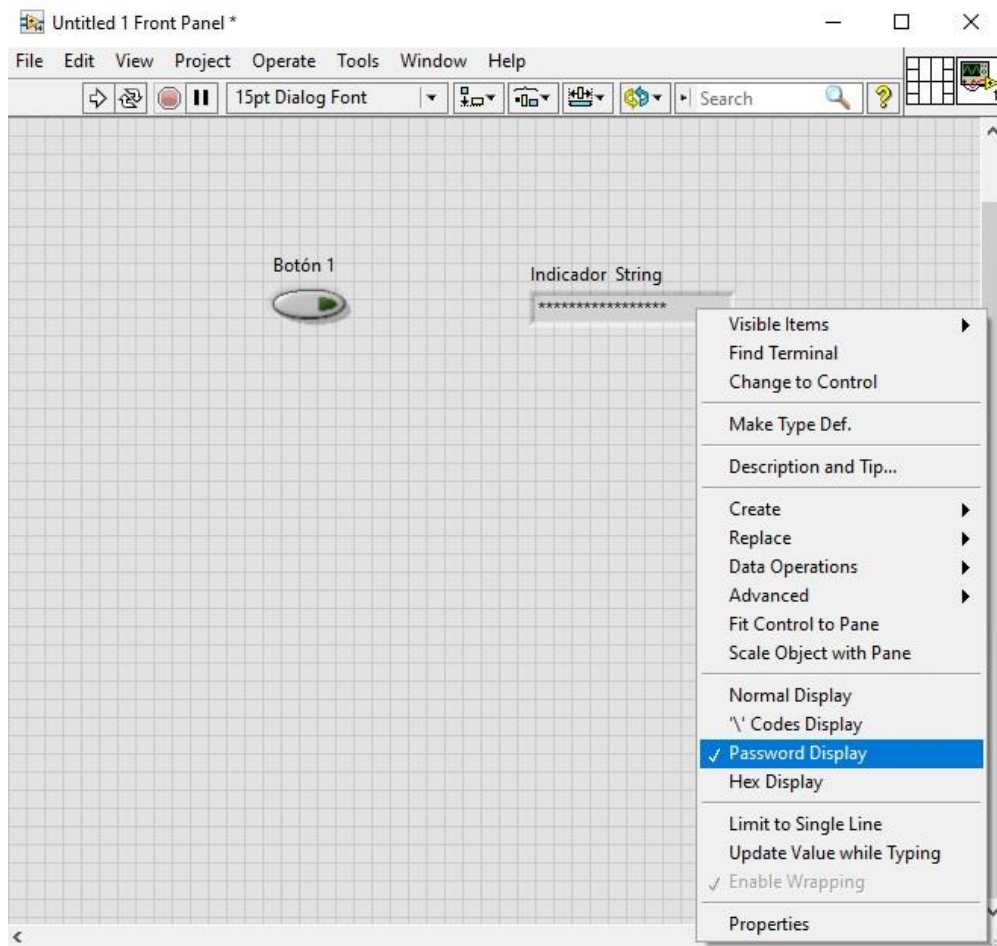 Untitled 1 Front Panel *
File Edit View Project Operate Tools Window Help
15pt Dialog Font Search ?
Botón 1
Indicador String
*****************
Visible Items
Find Terminal
Change to Control
Make Type Def.
Description and Tip...
Create
Replace
Data Operations
Advanced
Fit Control to Pane
Scale Object with Pane
Normal Display
'\' Codes Display
Password Display
Hex Display
Limit to Single Line
Update Value while Typing
Enable Wrapping
Properties